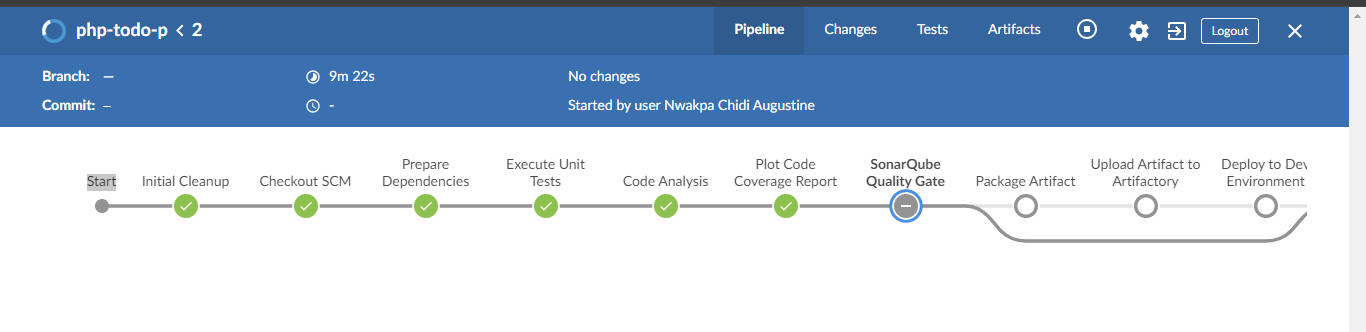 php-todo-p < 2 Pipeline Changes Tests Artifacts Logout
Branch: — 9m 22s No changes
Commit: — - Started by user Nwakpa Chidi Augustine
Start
Initial Cleanup
Checkout SCM
Prepare
Dependencies
Execute Unit
Tests
Code Analysis
Plot Code
Coverage Report
SonarQube
Quality Gate
Package Artifact
Upload Artifact to
Artifactory
Deploy to Dev
Environment